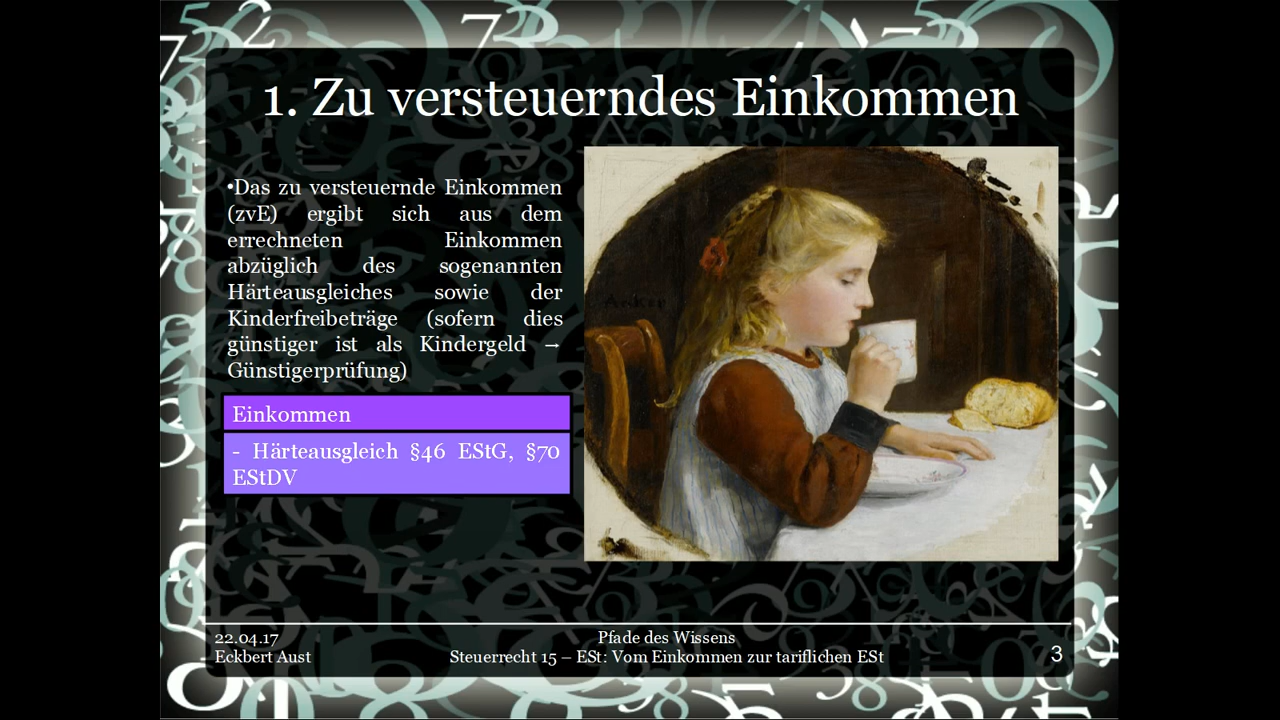 1. Zu versteuerndes Einkommen
•Das zu versteuernde Einkommen
(zvE) ergibt sich aus dem
errechneten Einkommen
abzüglich des sogenannten
Härteausgleiches sowie der
Kinderfreibeträge (sofern dies
günstiger ist als Kindergeld →
Günstigerprüfung)
Einkommen
- Härteausgleich §46 EStG, §70
EStDV
Anker
22.04.17
Eckbert Aust
Pfade des Wissens
Steuerrecht 15 – ESt: Vom Einkommen zur tariflichen ESt
3